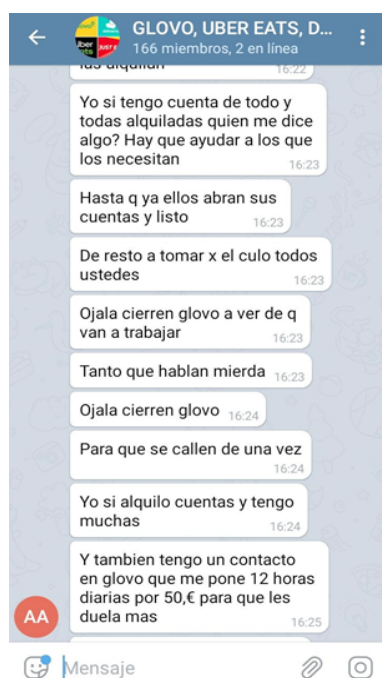 GLOVO, UBER EATS, D...
166 miembros, 2 en línea
las alquilan
16:22
Yo si tengo cuenta de todo y
todas alquiladas quien me dice
algo? Hay que ayudar a los que
los necesitan
16:23
Hasta q ya ellos abran sus
cuentas y listo 16:23
De resto a tomar x el culo todos
ustedes
16:23
Ojala cierren glovo a ver de q
van a trabajar
16:23
Tanto que hablan mierda 16:23
Ojala cierren glovo 16:24
Para que se callen de una vez
16:24
Yo si alquilo cuentas y tengo
muchas
16:24
Y tambien tengo un contacto
en glovo que me pone 12 horas
diarias por 50,€ para que les
duela mas
16:25
AA
Mensaje